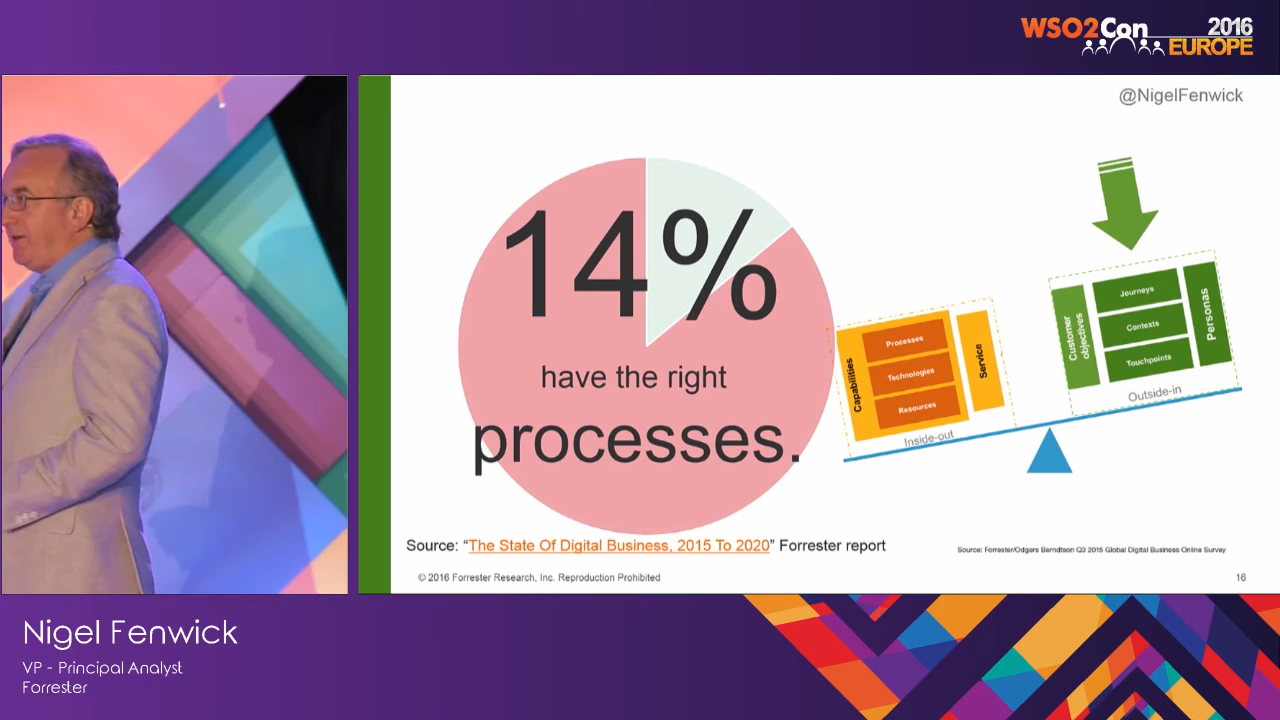 WSO2Con 2016
EUROPE
@NigelFenwick
14%
have the right
processes.
Capabilities
Processes
Technologies
Resources
Service
Inside-out
Customer
objectives
Journeys
Contexts
Touchpoints
Personas
Outside-in
Source: “The State Of Digital Business, 2015 To 2020” Forrester report
Source: Forrester/Odgers Berndtson Q3 2015 Global Digital Business Online Survey
© 2016 Forrester Research, Inc. Reproduction Prohibited
16
Nigel Fenwick
VP - Principal Analyst
Forrester